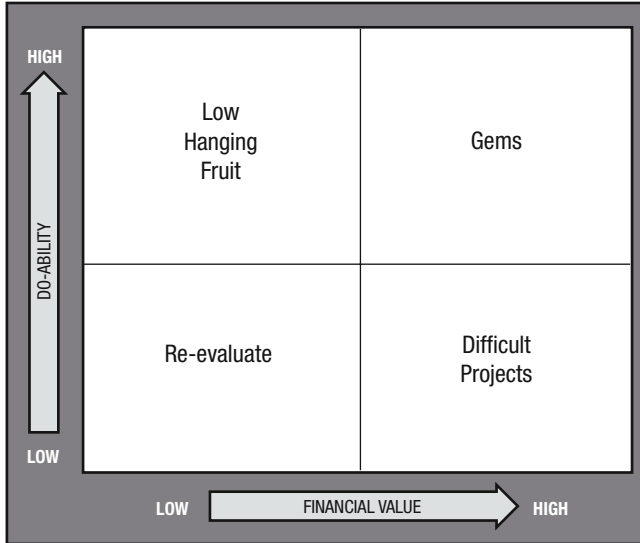 HIGH
Low
Hanging
Fruit
Gems
DO-ABILITY
Re-evaluate
Difficult
Projects
LOW
LOW
FINANCIAL VALUE
HIGH